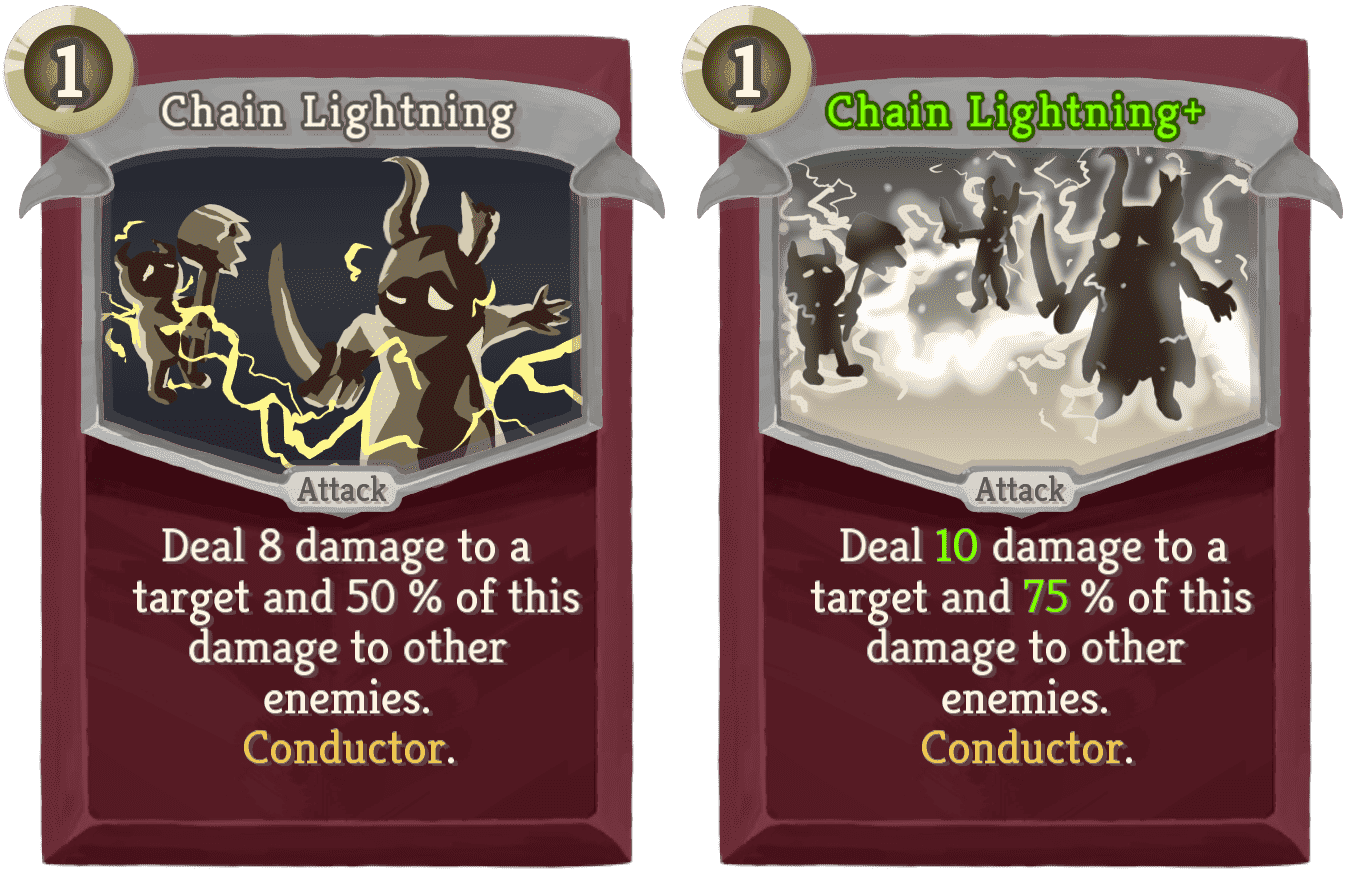 1
Chain Lightning
Attack
Deal 8 damage to a
target and 50 % of this
damage to other
enemies.
Conductor.
1
Chain Lightning+
Attack
Deal 10 damage to a
target and 75 % of this
damage to other
enemies.
Conductor.